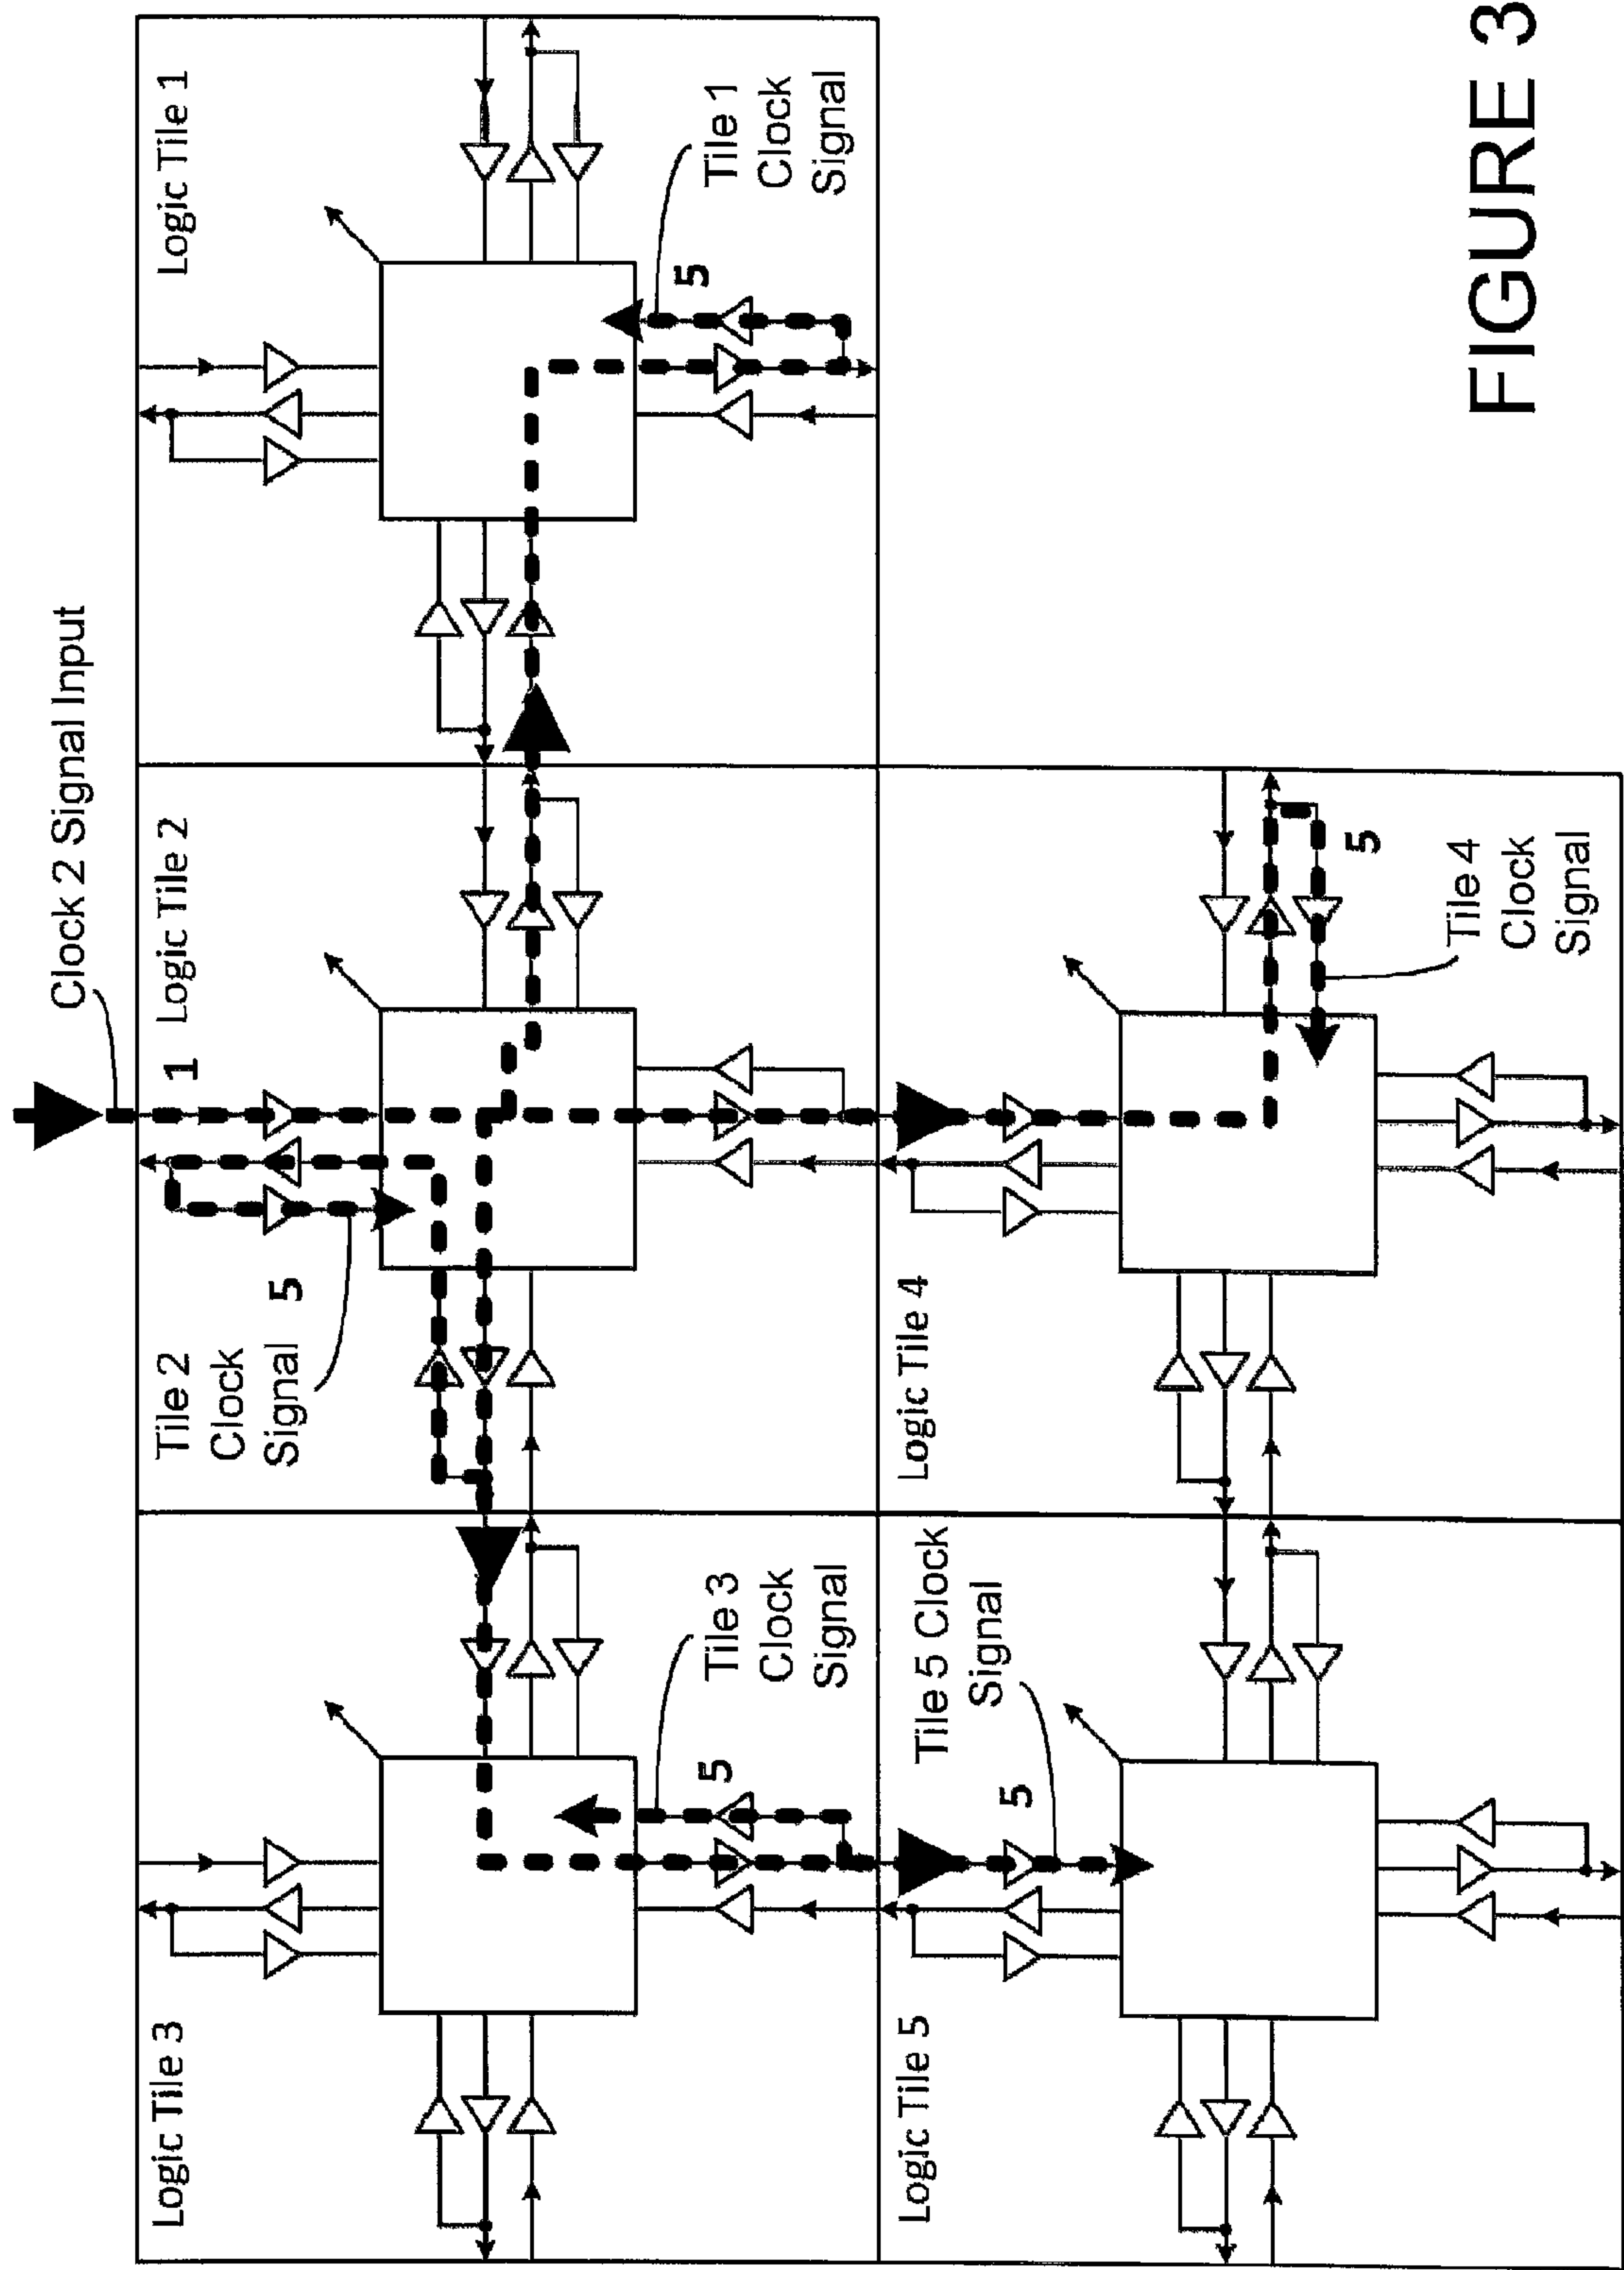 Clock 2 Signal Input
Logic Tile 3
Tile 2
Clock
Signal
5
1
Logic Tile 2
Logic Tile 1
Tile 3
Clock
Signal
5
5
Tile 1
Clock
Signal
Logic Tile 5
Tile 5 Clock
Signal
5
Logic Tile 4
5
Tile 4
Clock
Signal
FIGURE 3